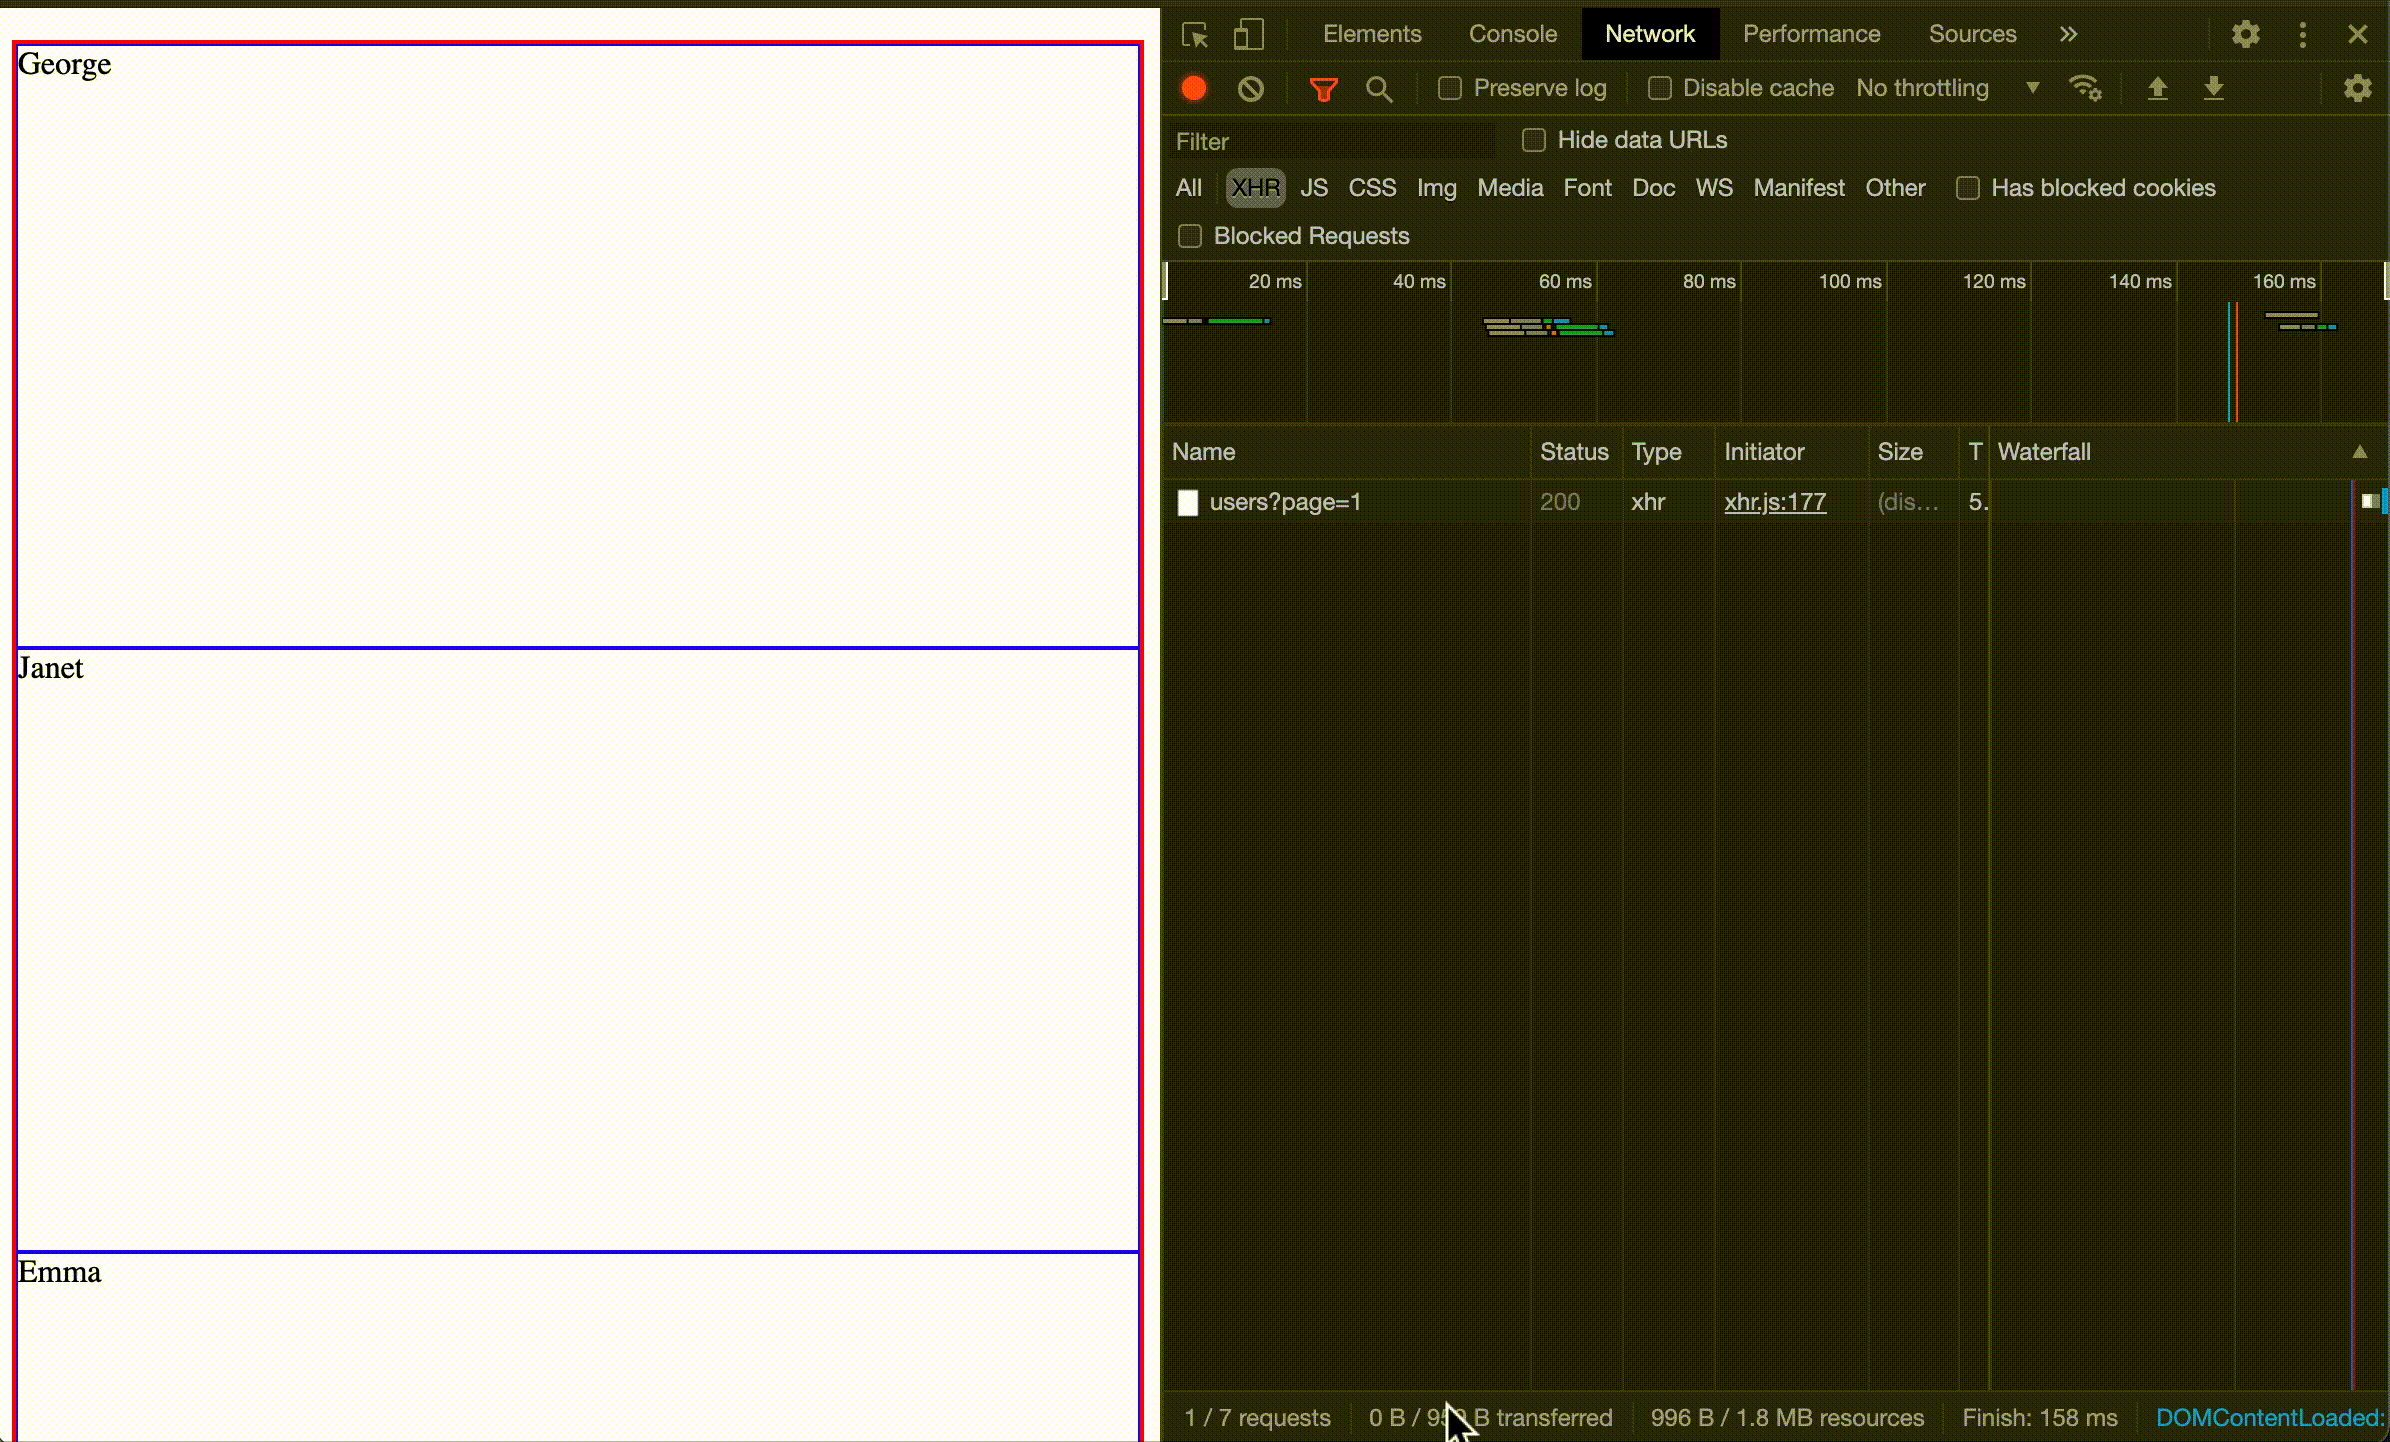 George
Janet
Emma
Elements Console Network Performance Sources
Preserve log Disable cache No throttling
Filter Hide data URLs
All XHR JS CSS Img Media Font Doc WS Manifest Other Has blocked cookies
Blocked Requests
20 ms 40 ms 60 ms 80 ms 100 ms 120 ms 140 ms 160 ms
Name Status Type Initiator Size T Waterfall
users?page=1 200 xhr xhr.js:177 (dis... 5.
1 / 7 requests 0 B / B transferred 996 B / 1.8 MB resources Finish: 158 ms DOMContentLoaded: